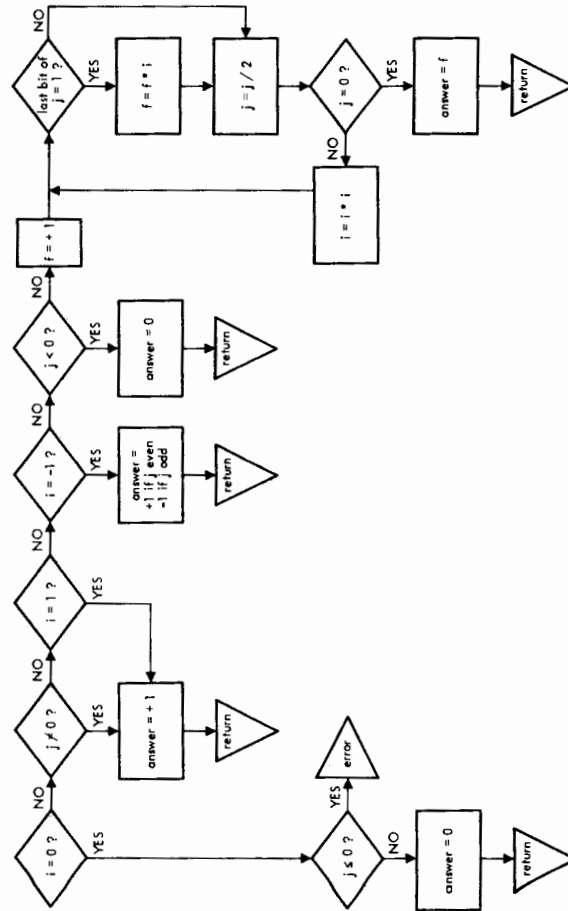 i = 0 ?
NO
YES
j ≠ 0 ?
NO
YES
i = 1 ?
NO
YES
i = -1 ?
NO
YES
j < 0 ?
NO
YES
f = + 1
last bit of
j = 1 ?
NO
YES
f = f * i
j = j / 2
j = 0 ?
NO
YES
i = i * i
answer = f
return
answer = 0
return
answer =
+1 if j even
-1 if j odd
return
answer = + 1
return
j ≤ 0 ?
YES
error
NO
answer = 0
return